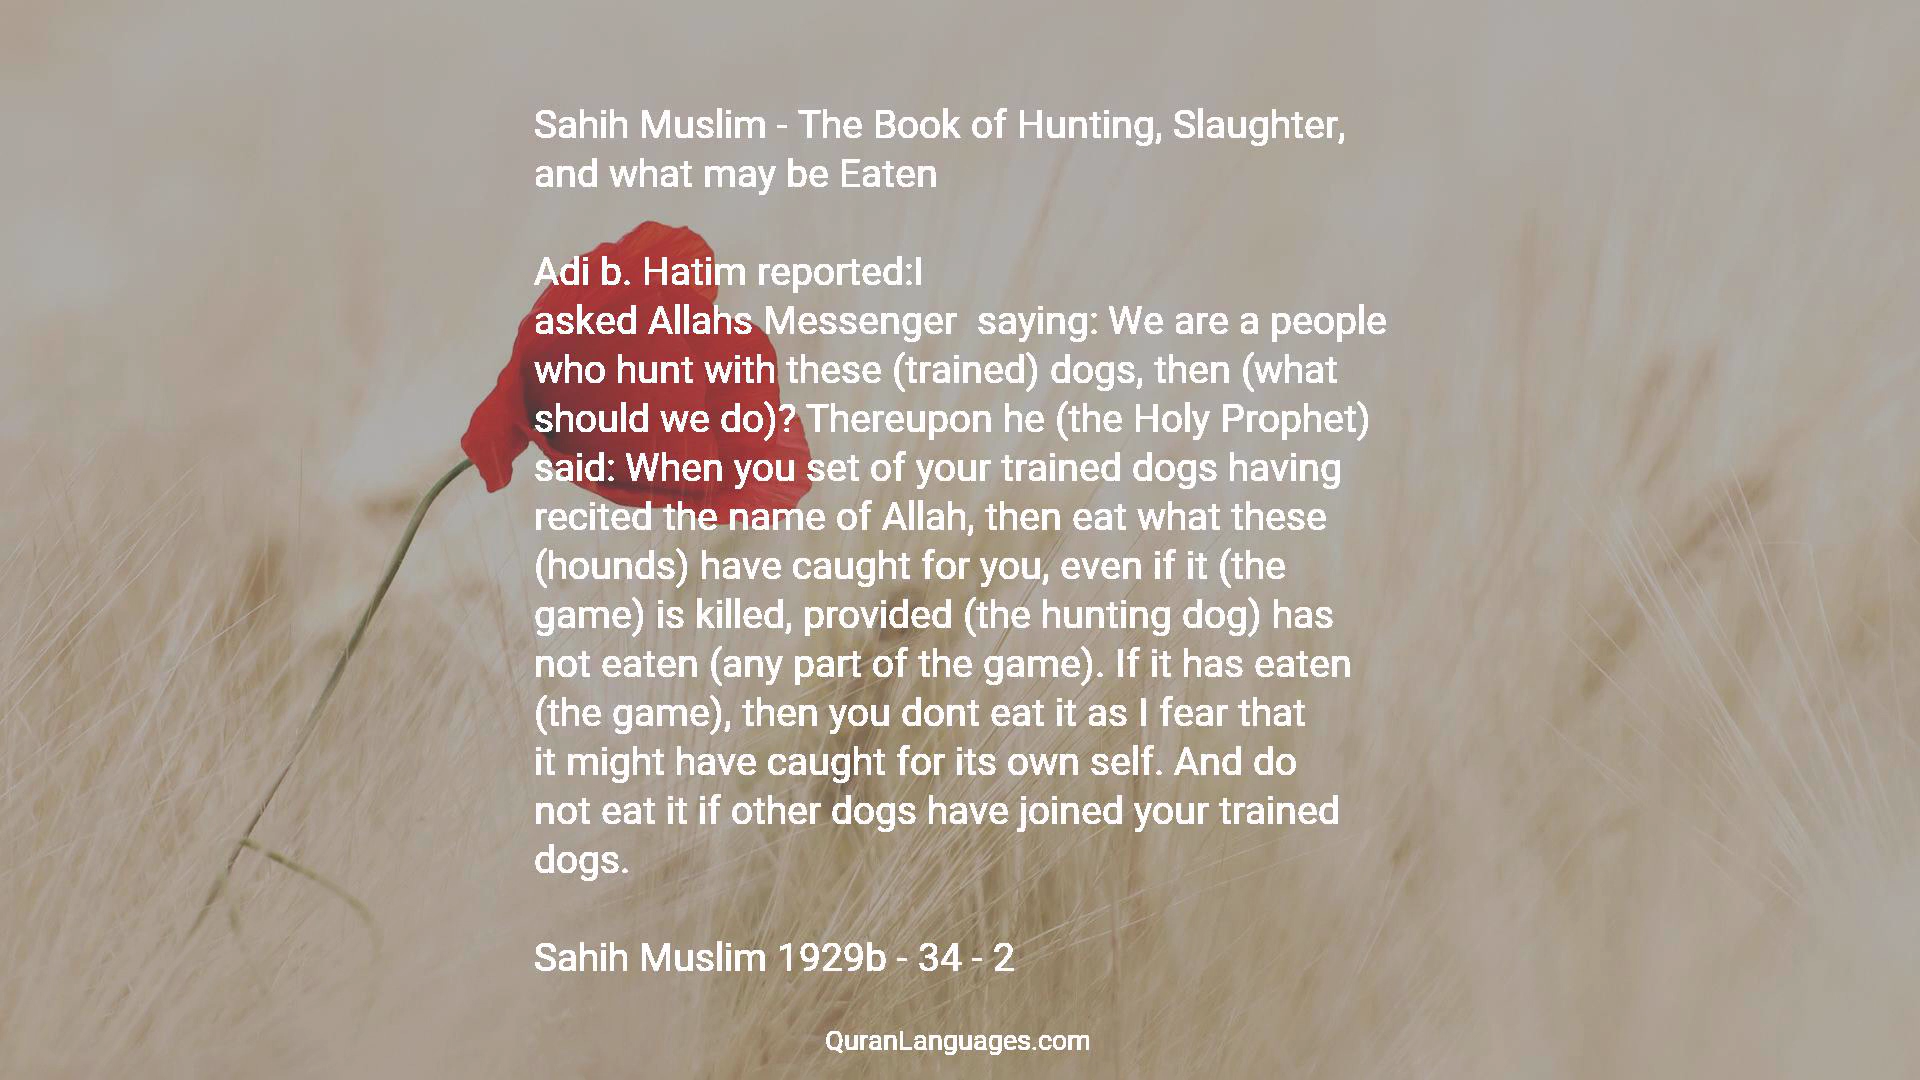 Sahih Muslim - The Book of Hunting, Slaughter,
and what may be Eaten
Adi b. Hatim reported:I
asked Allahs Messenger  saying: We are a people
who hunt with these (trained) dogs, then (what
should we do)? Thereupon he (the Holy Prophet)
said: When you set of your trained dogs having
recited the name of Allah, then eat what these
(hounds) have caught for you, even if it (the
game) is killed, provided (the hunting dog) has
not eaten (any part of the game). If it has eaten
(the game), then you dont eat it as I fear that
it might have caught for its own self. And do
not eat it if other dogs have joined your trained
dogs.
Sahih Muslim 1929b - 34 - 2
QuranLanguages.com